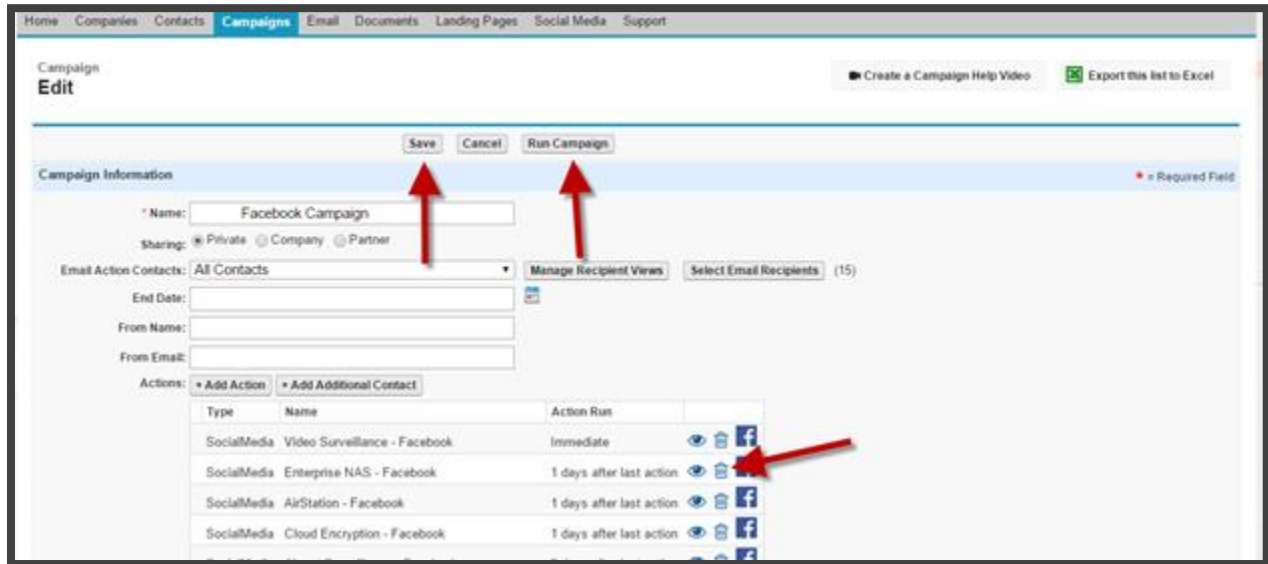 Home Companies Contacts Campaigns Email Documents Landing Pages Social Media Support
Campaign
Edit
Create a Campaign Help Video
Export this list to Excel
Save Cancel Run Campaign
Campaign Information
* = Required Field
* Name: Facebook Campaign
Sharing: Private Company Partner
Email Action Contacts: All Contacts Manage Recipient Views Select Email Recipients (15)
End Date:
From Name:
From Email:
Actions: + Add Action + Add Additional Contact
Type Name Action Run
SocialMedia Video Surveillance - Facebook Immediate
SocialMedia Enterprise NAS - Facebook 1 days after last action
SocialMedia AirStation - Facebook 1 days after last action
SocialMedia Cloud Encryption - Facebook 1 days after last action